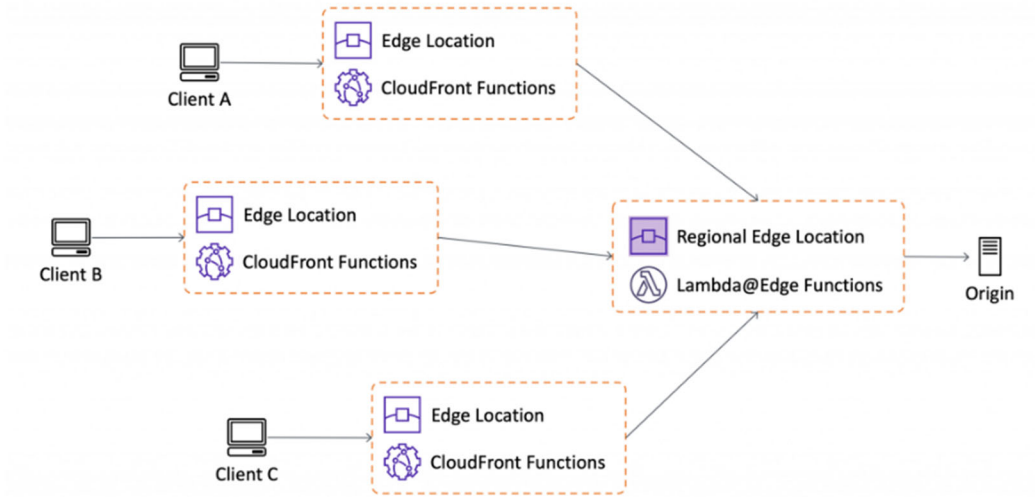 Edge Location
CloudFront Functions
Client A
Edge Location
CloudFront Functions
Client B
Regional Edge Location
Lambda@Edge Functions
Origin
Edge Location
CloudFront Functions
Client C